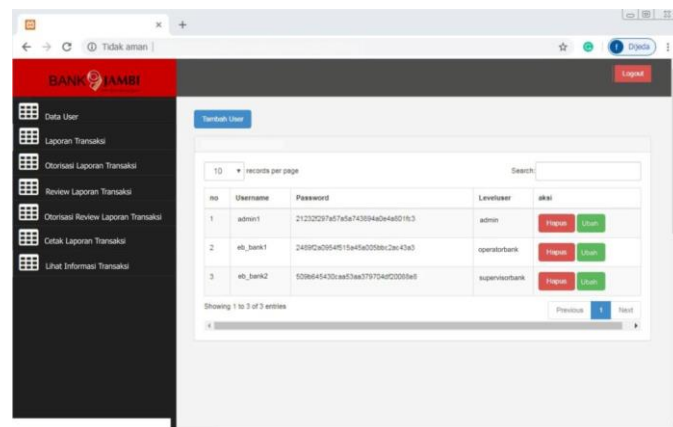 Tidak aman
Djeda
BANK JAMBI
Logout
Data User
Laporan Transaksi
Otorisasi Laporan Transaksi
Review Laporan Transaksi
Otorisasi Review Laporan Transaksi
Cetak Laporan Transaksi
Lihat Informasi Transaksi
Tambah User
10 records per page Search:
no Username Password Leveluser aksi
1 admin1 admin Hapus Ubah
2 eb_bank1 operatorbank Hapus Ubah
3 eb_bank2 supervisorbank Hapus Ubah
Showing 1 to 3 of 3 entries
Previous 1 Next